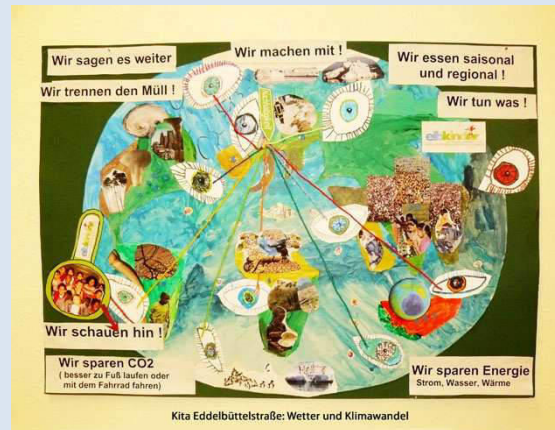 Wir sagen es weiter
Wir machen mit !
Wir essen saisonal
und regional !
Wir trennen den Müll !
Wir tun was !
elbkinder
Wir schauen hin !
Wir sparen CO2
( besser zu Fuß laufen oder
mit dem Fahrrad fahren)
Wir sparen Energie
Strom, Wasser, Wärme
Kita Eddelbüttelstraße: Wetter und Klimawandel